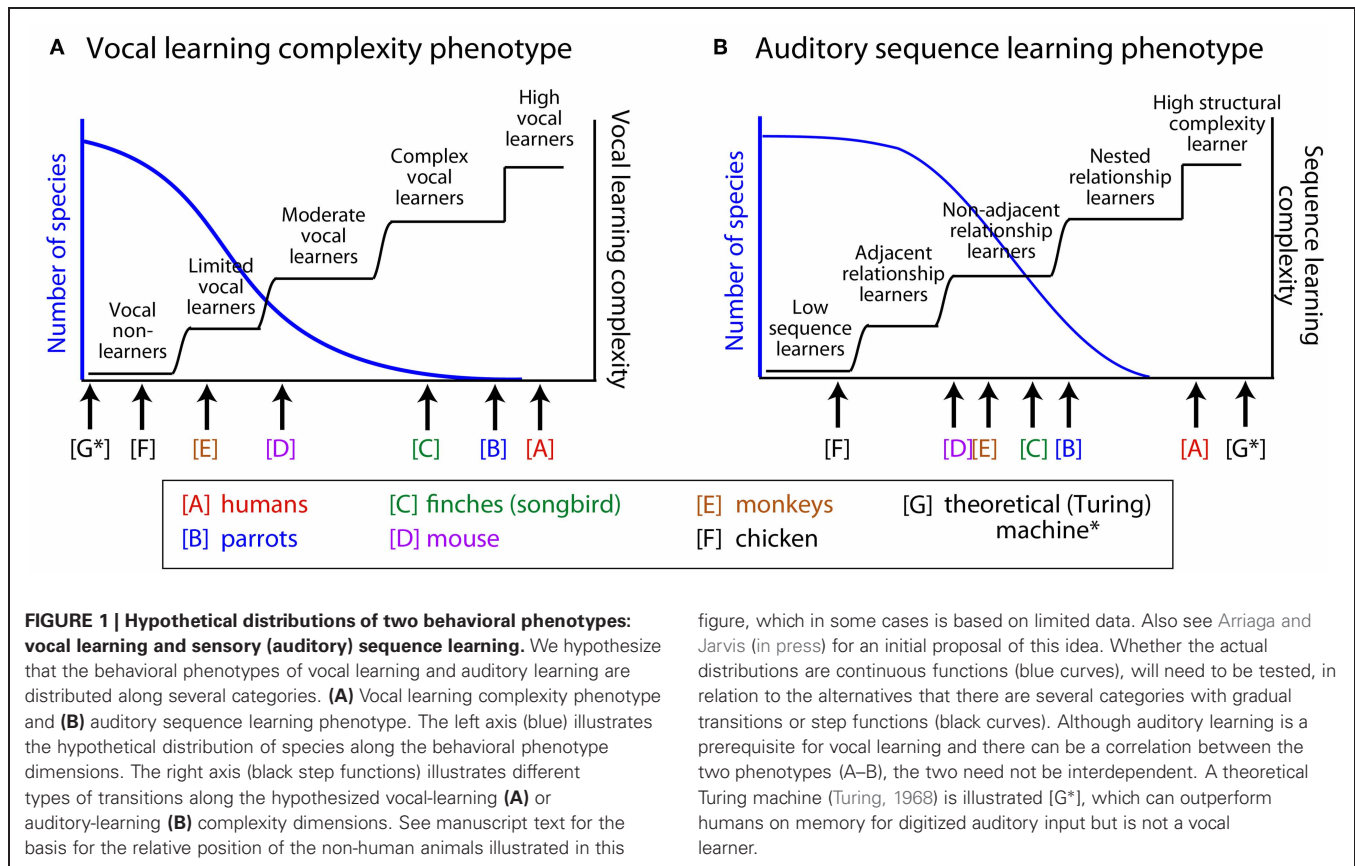 A Vocal learning complexity phenotype
Number of species
Vocal
non-
learners
Limited
vocal
learners
Moderate
vocal
learners
Complex
vocal
learners
High
vocal
learners
Vocal learning complexity
[G*] [F] [E] [D] [C] [B] [A]
B Auditory sequence learning phenotype
Number of species
Low
sequence
learners
Adjacent
relationship
learners
Non-adjacent
relationship
learners
Nested
relationship
learners
High structural
complexity
learner
Sequence learning
complexity
[F] [D] [E] [C] [B] [A] [G*]
[A] humans [C] finches (songbird) [E] monkeys [G] theoretical (Turing)
machine*
[B] parrots [D] mouse [F] chicken
FIGURE 1 | Hypothetical distributions of two behavioral phenotypes:
vocal learning and sensory (auditory) sequence learning. We hypothesize
that the behavioral phenotypes of vocal learning and auditory learning are
distributed along several categories. (A) Vocal learning complexity phenotype
and (B) auditory sequence learning phenotype. The left axis (blue) illustrates
the hypothetical distribution of species along the behavioral phenotype
dimensions. The right axis (black step functions) illustrates different
types of transitions along the hypothesized vocal-learning (A) or
auditory-learning (B) complexity dimensions. See manuscript text for the
basis for the relative position of the non-human animals illustrated in this
figure, which in some cases is based on limited data. Also see Arriaga and
Jarvis (in press) for an initial proposal of this idea. Whether the actual
distributions are continuous functions (blue curves), will need to be tested, in
relation to the alternatives that there are several categories with gradual
transitions or step functions (black curves). Although auditory learning is a
prerequisite for vocal learning and there can be a correlation between the
two phenotypes (A–B), the two need not be interdependent. A theoretical
Turing machine (Turing, 1968) is illustrated [G*], which can outperform
humans on memory for digitized auditory input but is not a vocal
learner.